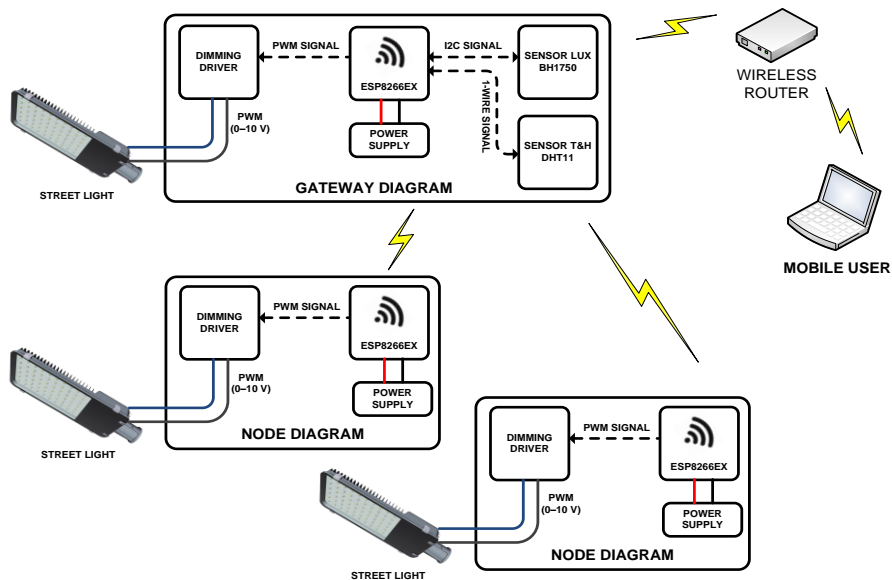 DIMMING
DRIVER
PWM SIGNAL
ESP8266EX
I2C SIGNAL
SENSOR LUX
BH1750
1-WIRE SIGNAL
PWM
(0–10 V)
POWER
SUPPLY
SENSOR T&H
DHT11
STREET LIGHT
GATEWAY DIAGRAM
WIRELESS
ROUTER
MOBILE USER
DIMMING
DRIVER
PWM SIGNAL
ESP8266EX
PWM
(0–10 V)
POWER
SUPPLY
STREET LIGHT
NODE DIAGRAM
DIMMING
DRIVER
PWM SIGNAL
ESP8266EX
PWM
(0–10 V)
POWER
SUPPLY
STREET LIGHT
NODE DIAGRAM